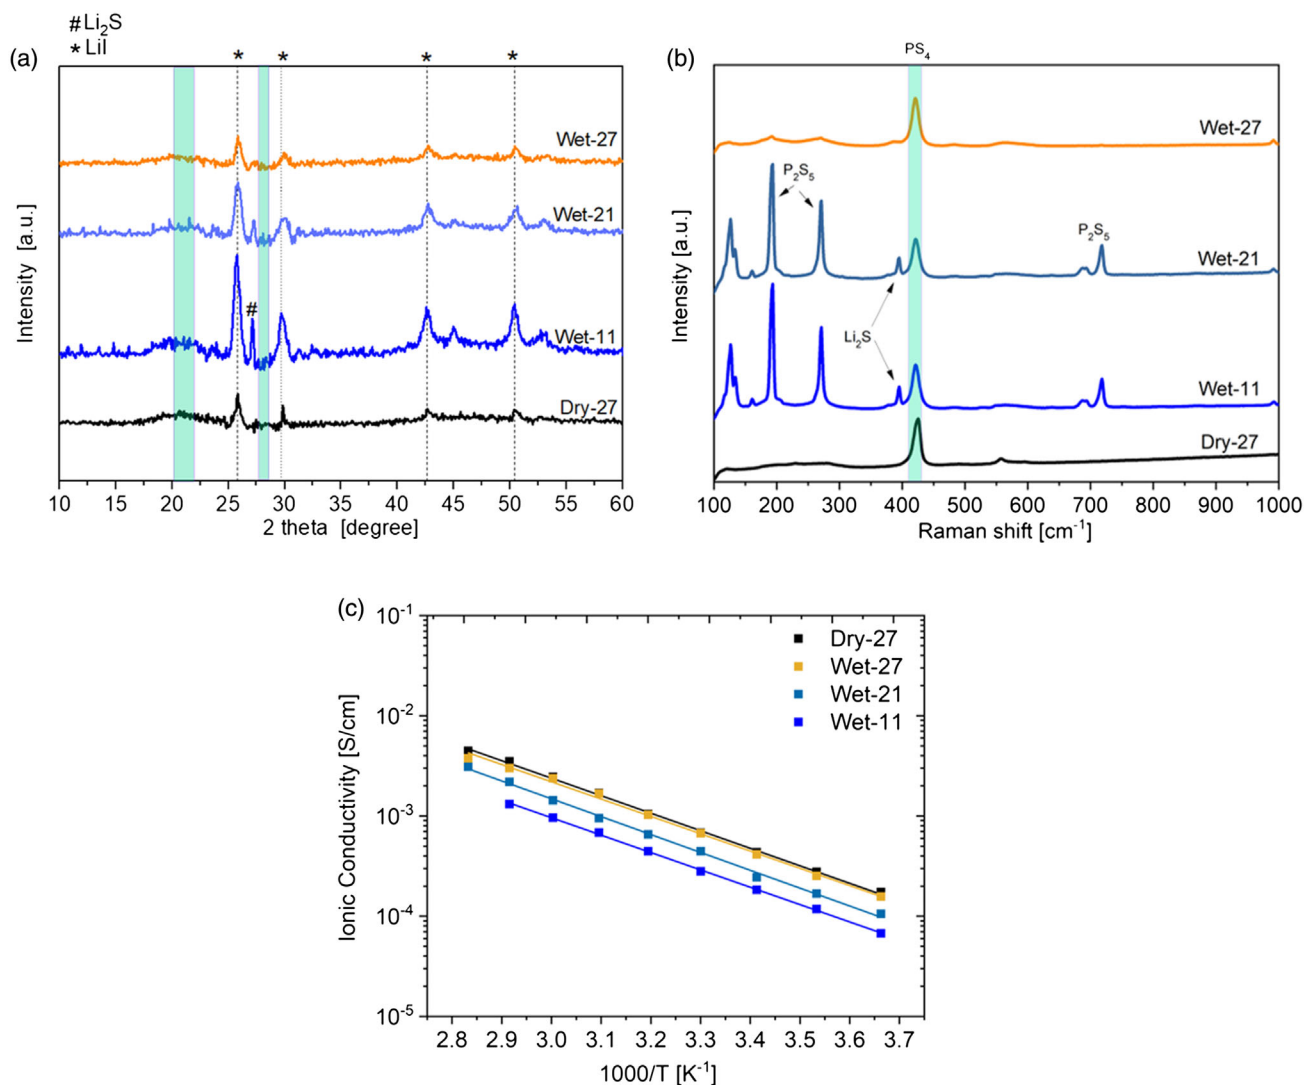 #Li₂S
*LiI
(a)
* * * *
Intensity [a.u.]
Wet-27
Wet-21
#
Wet-11
Dry-27
10 15 20 25 30 35 40 45 50 55 60
2 theta [degree]
(b)
PS₄
Intensity [a.u.]
Wet-27
P₂S₅
P₂S₅
Wet-21
Li₂S
Wet-11
Dry-27
100 200 300 400 500 600 700 800 900 1000
Raman shift [cm⁻¹]
(c)
Ionic Conductivity [S/cm]
10⁻¹
10⁻²
10⁻³
10⁻⁴
10⁻⁵
Dry-27
Wet-27
Wet-21
Wet-11
2.8 2.9 3.0 3.1 3.2 3.3 3.4 3.5 3.6 3.7
1000/T [K⁻¹]